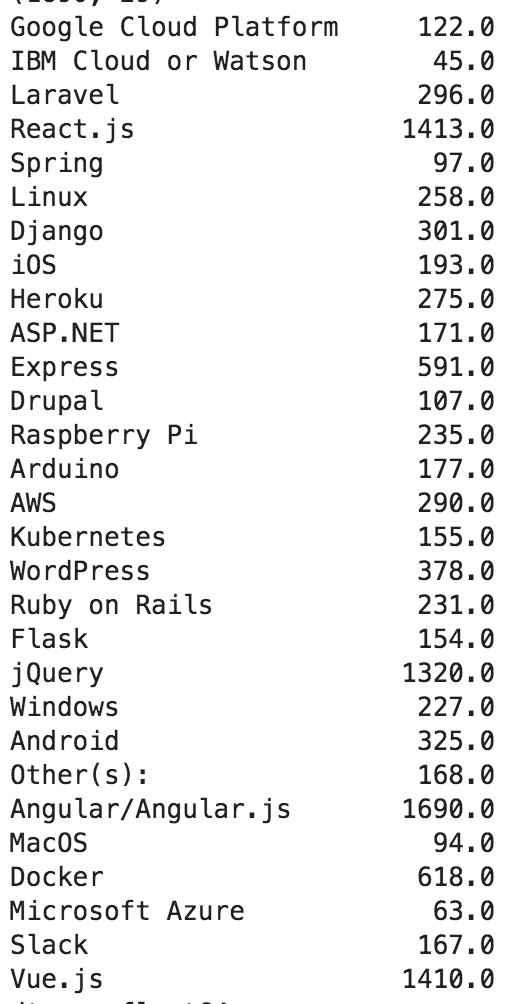 Google Cloud Platform 122.0
IBM Cloud or Watson 45.0
Laravel 296.0
React.js 1413.0
Spring 97.0
Linux 258.0
Django 301.0
iOS 193.0
Heroku 275.0
ASP.NET 171.0
Express 591.0
Drupal 107.0
Raspberry Pi 235.0
Arduino 177.0
AWS 290.0
Kubernetes 155.0
WordPress 378.0
Ruby on Rails 231.0
Flask 154.0
jQuery 1320.0
Windows 227.0
Android 325.0
Other(s): 168.0
Angular/Angular.js 1690.0
MacOS 94.0
Docker 618.0
Microsoft Azure 63.0
Slack 167.0
Vue.js 1410.0